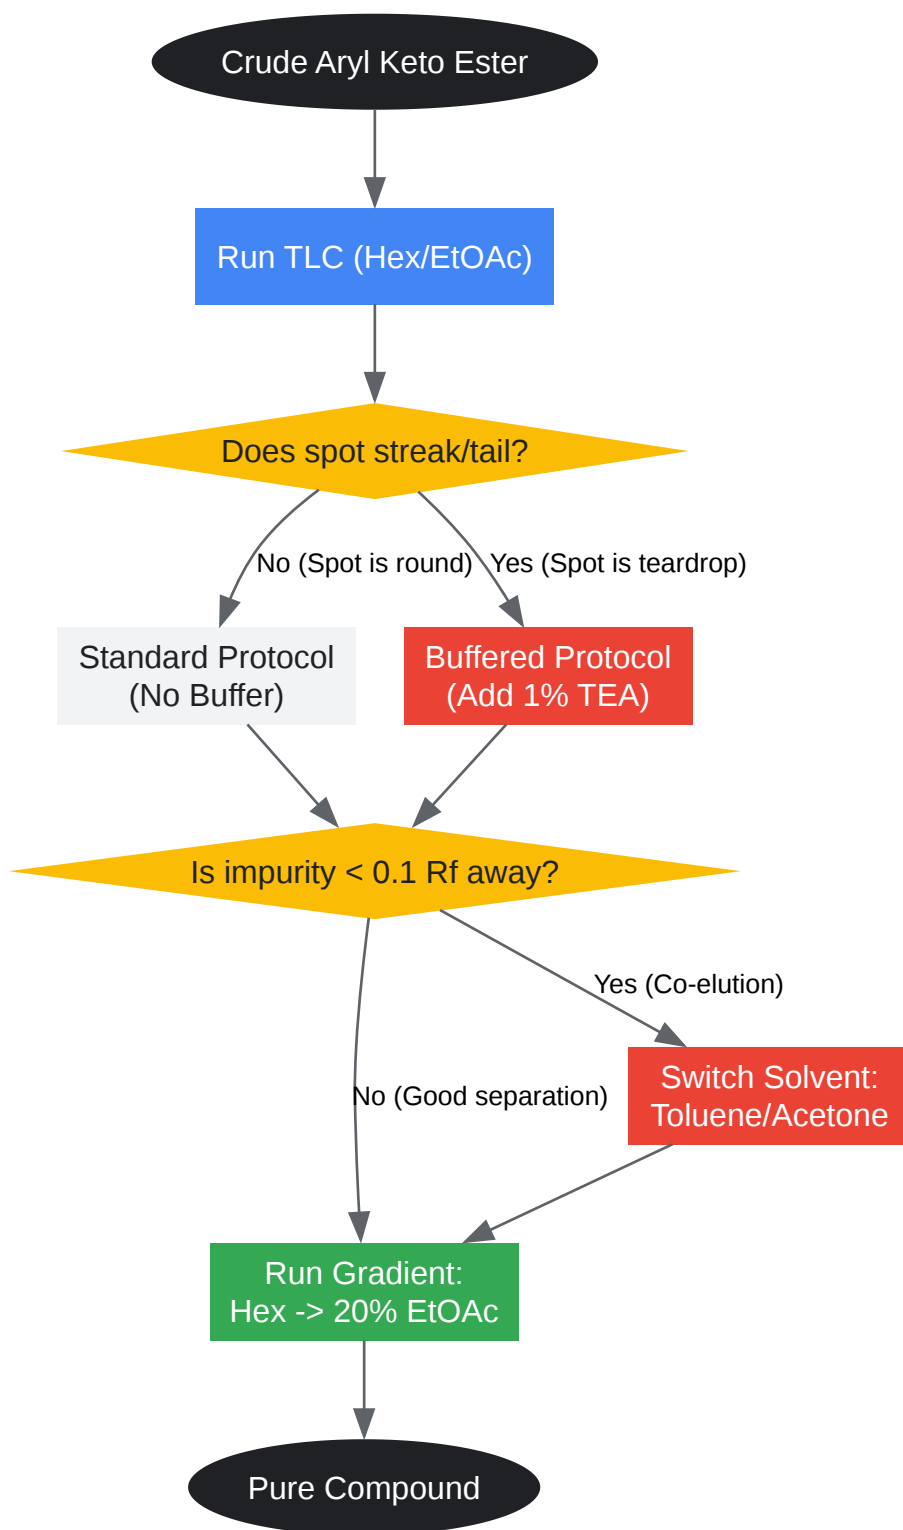 Crude Aryl Keto Ester
Run TLC (Hex/EtOAc)
Does spot streak/tail?
No (Spot is round)
Yes (Spot is teardrop)
Standard Protocol
(No Buffer)
Buffered Protocol
(Add 1% TEA)
Is impurity < 0.1 Rf away?
Yes (Co-elution)
No (Good separation)
Switch Solvent:
Toluene/Acetone
Run Gradient:
Hex -> 20% EtOAc
Pure Compound